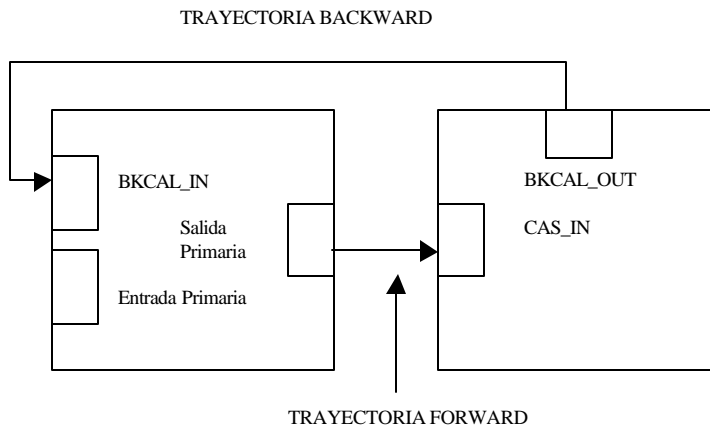 TRAYECTORIA BACKWARD
BKCAL_IN
BKCAL_OUT
Salida
Primaria
CAS_IN
Entrada Primaria
TRAYECTORIA FORWARD